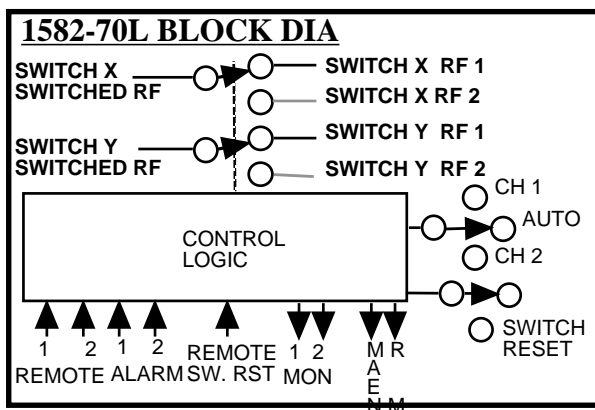 1582-70L BLOCK DIA
SWITCH X
SWITCHED RF
SWITCH X RF 1
SWITCH X RF 2
SWITCH Y
SWITCHED RF
SWITCH Y RF 1
SWITCH Y RF 2
CONTROL
LOGIC
CH 1
AUTO
CH 2
SWITCH
RESET
1 2 1 2
REMOTE ALARM
REMOTE
SW. RST
1 2
MON
M R
A
E
N M